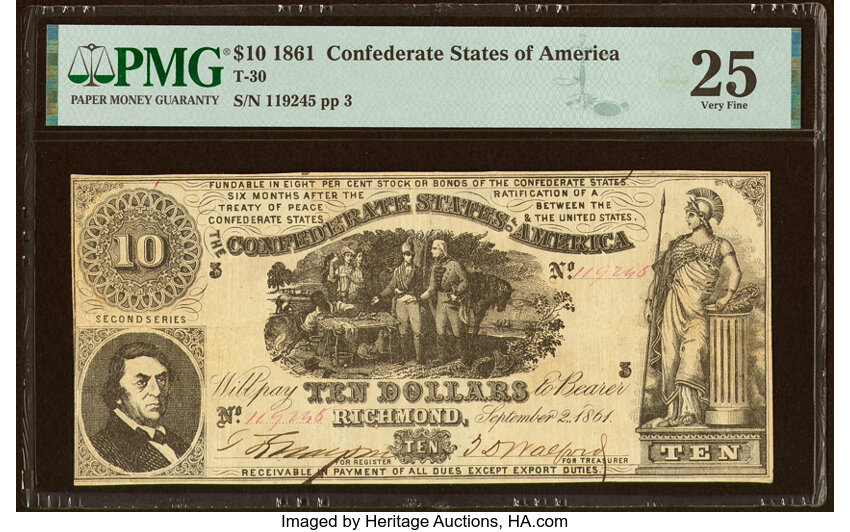 PMG® $10 1861 Confederate States of America
T-30
PAPER MONEY GUARANTY S/N 119245 pp 3
25
Very Fine
FUNDABLE IN EIGHT PER CENT STOCK OR BONDS OF THE CONFEDERATE STATES.
SIX MONTHS AFTER THE RATIFICATION OF A
TREATY OF PEACE BETWEEN THE
CONFEDERATE STATES & THE UNITED STATES.
THE CONFEDERATE STATES OF AMERICA
10
3
No. 119245
SECOND SERIES
3
Will pay TEN DOLLARS to Bearer
No. 119245 RICHMOND, September 2, 1861.
TEN
FOR REGISTER FOR TREASURER
TEN
RECEIVABLE IN PAYMENT OF ALL DUES EXCEPT EXPORT DUTIES.
Imaged by Heritage Auctions, HA.com